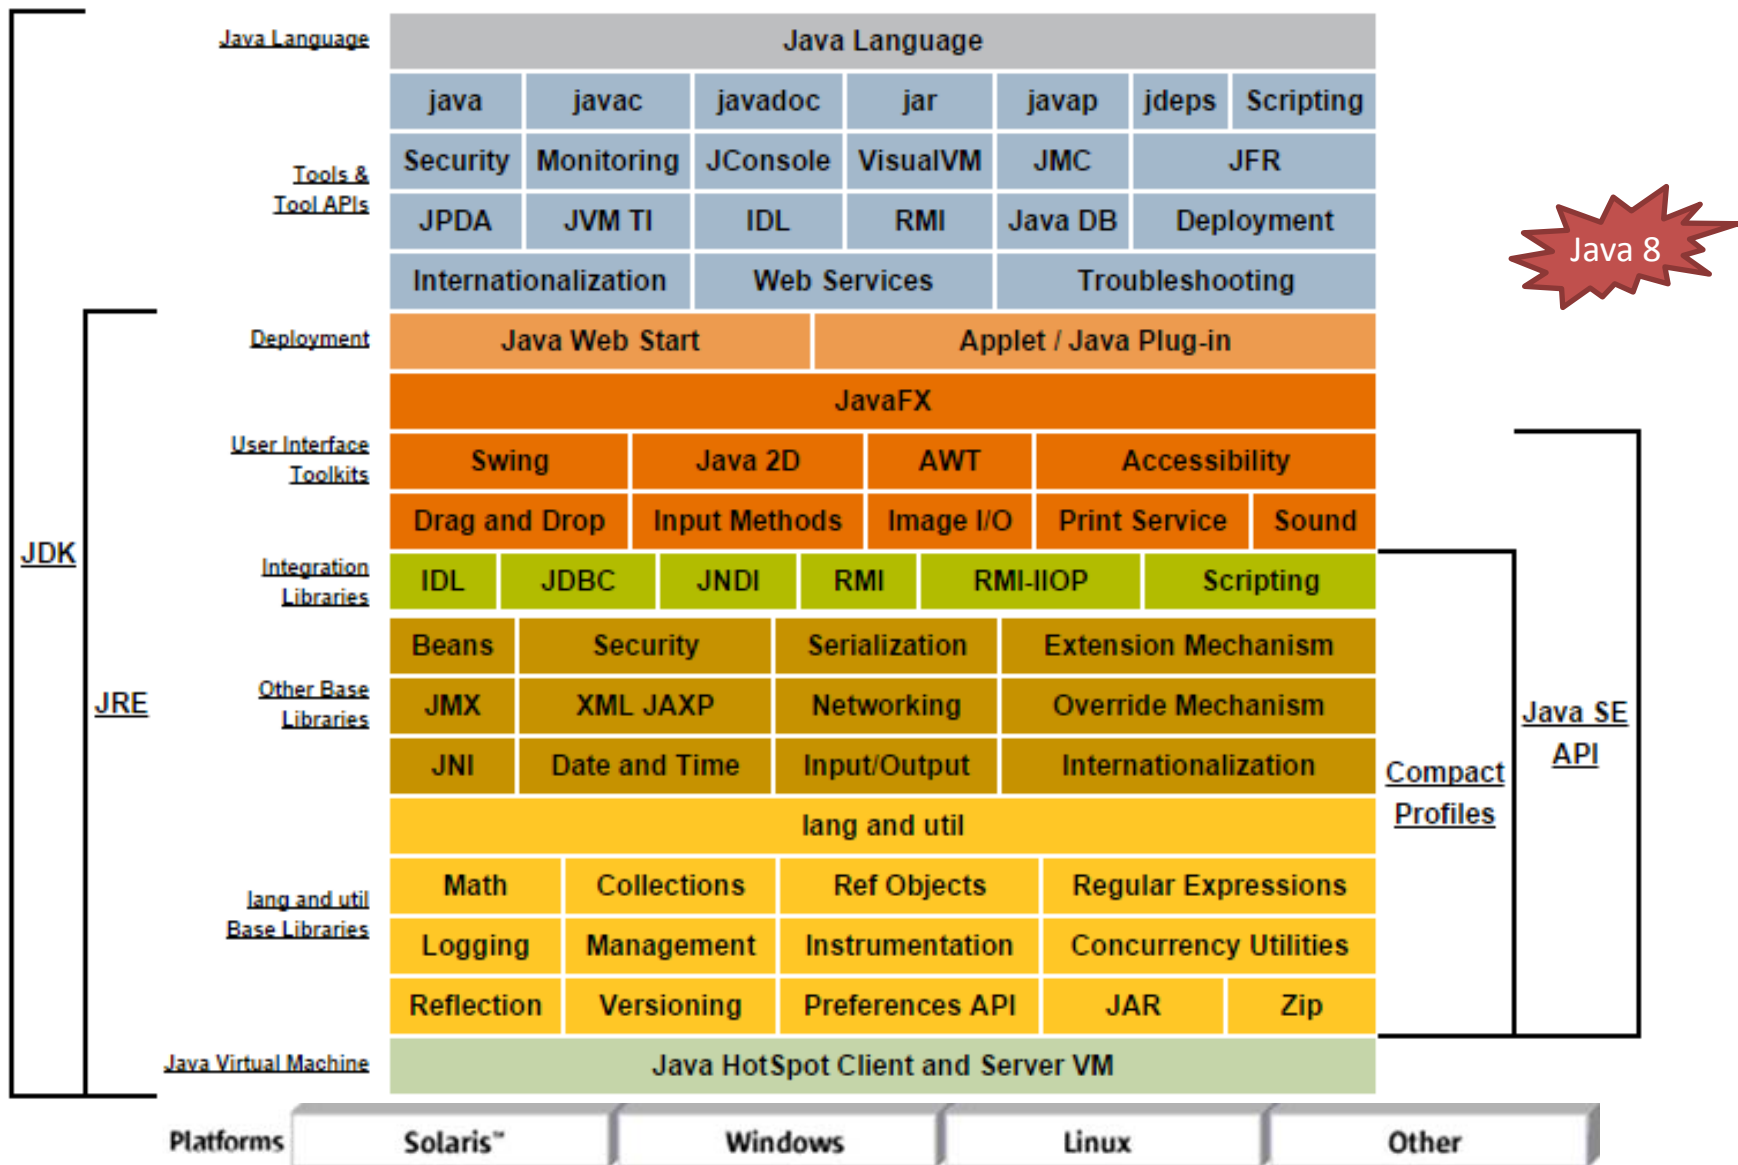 Java Language
Java Language
java javac javadoc jar javap jdeps Scripting
Tools &
Tool APIs
Security Monitoring JConsole VisualVM JMC JFR
JPDA JVM TI IDL RMI Java DB Deployment
Internationalization Web Services Troubleshooting
Java 8
Deployment
Java Web Start Applet / Java Plug-in
JavaFX
User Interface
Toolkits
Swing Java 2D AWT Accessibility
Drag and Drop Input Methods Image I/O Print Service Sound
JDK
Integration
Libraries
IDL JDBC JNDI RMI RMI-IIOP Scripting
JRE
Other Base
Libraries
Beans Security Serialization Extension Mechanism
JMX XML JAXP Networking Override Mechanism
JNI Date and Time Input/Output Internationalization
Java SE
API
Compact
Profiles
lang and util
lang and util
Base Libraries
Math Collections Ref Objects Regular Expressions
Logging Management Instrumentation Concurrency Utilities
Reflection Versioning Preferences API JAR Zip
Java Virtual Machine
Java HotSpot Client and Server VM
Platforms Solaris™ Windows Linux Other